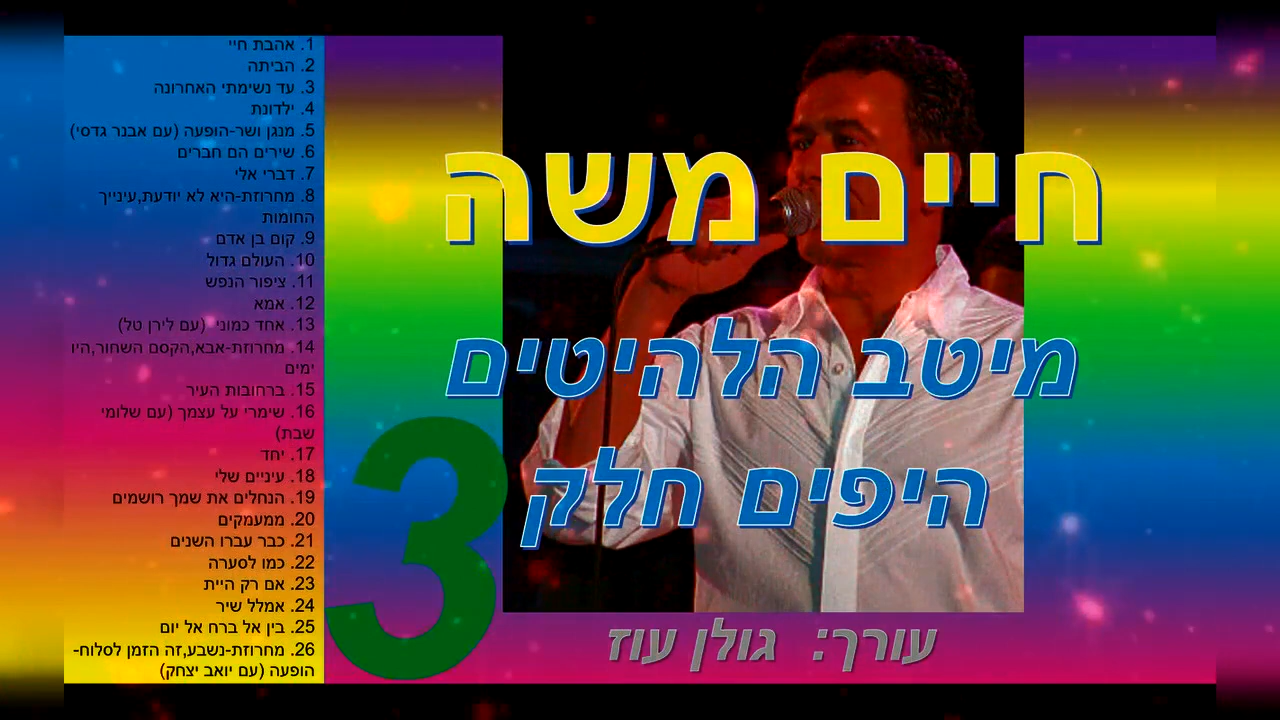 חיים משה
מיטב הלהיטים
היפים חלק
3
עורך: גולן עוז
1. אהבת חיי
2. הביתה
3. עד נשימתי האחרונה
4. ילדונת
5. מנגן ושר-הופעה (עם אבנר גדסי)
6. שירים הם חברים
7. דברי אלי
8. מחרוזת-היא לא יודעת,עינייך
החומות
9. קום בן אדם
10. העולם גדול
11. ציפור הנפש
12. אמא
13. אחד כמוני (עם לירן טל)
14. מחרוזת-אבא,הקסם השחור,היו
ימים
15. ברחובות העיר
16. שימרי על עצמך (עם שלומי
שבת)
17. יחד
18. עיניים שלי
19. הנחלים את שמך רושמים
20. ממעמקים
21. כבר עברו השנים
22. כמו לסערה
23. אם רק היית
24. אמלל שיר
25. בין אל ברח אל יום
26. מחרוזת-נשבע,זה הזמן לסלוח-
הופעה (עם יואב יצחק)